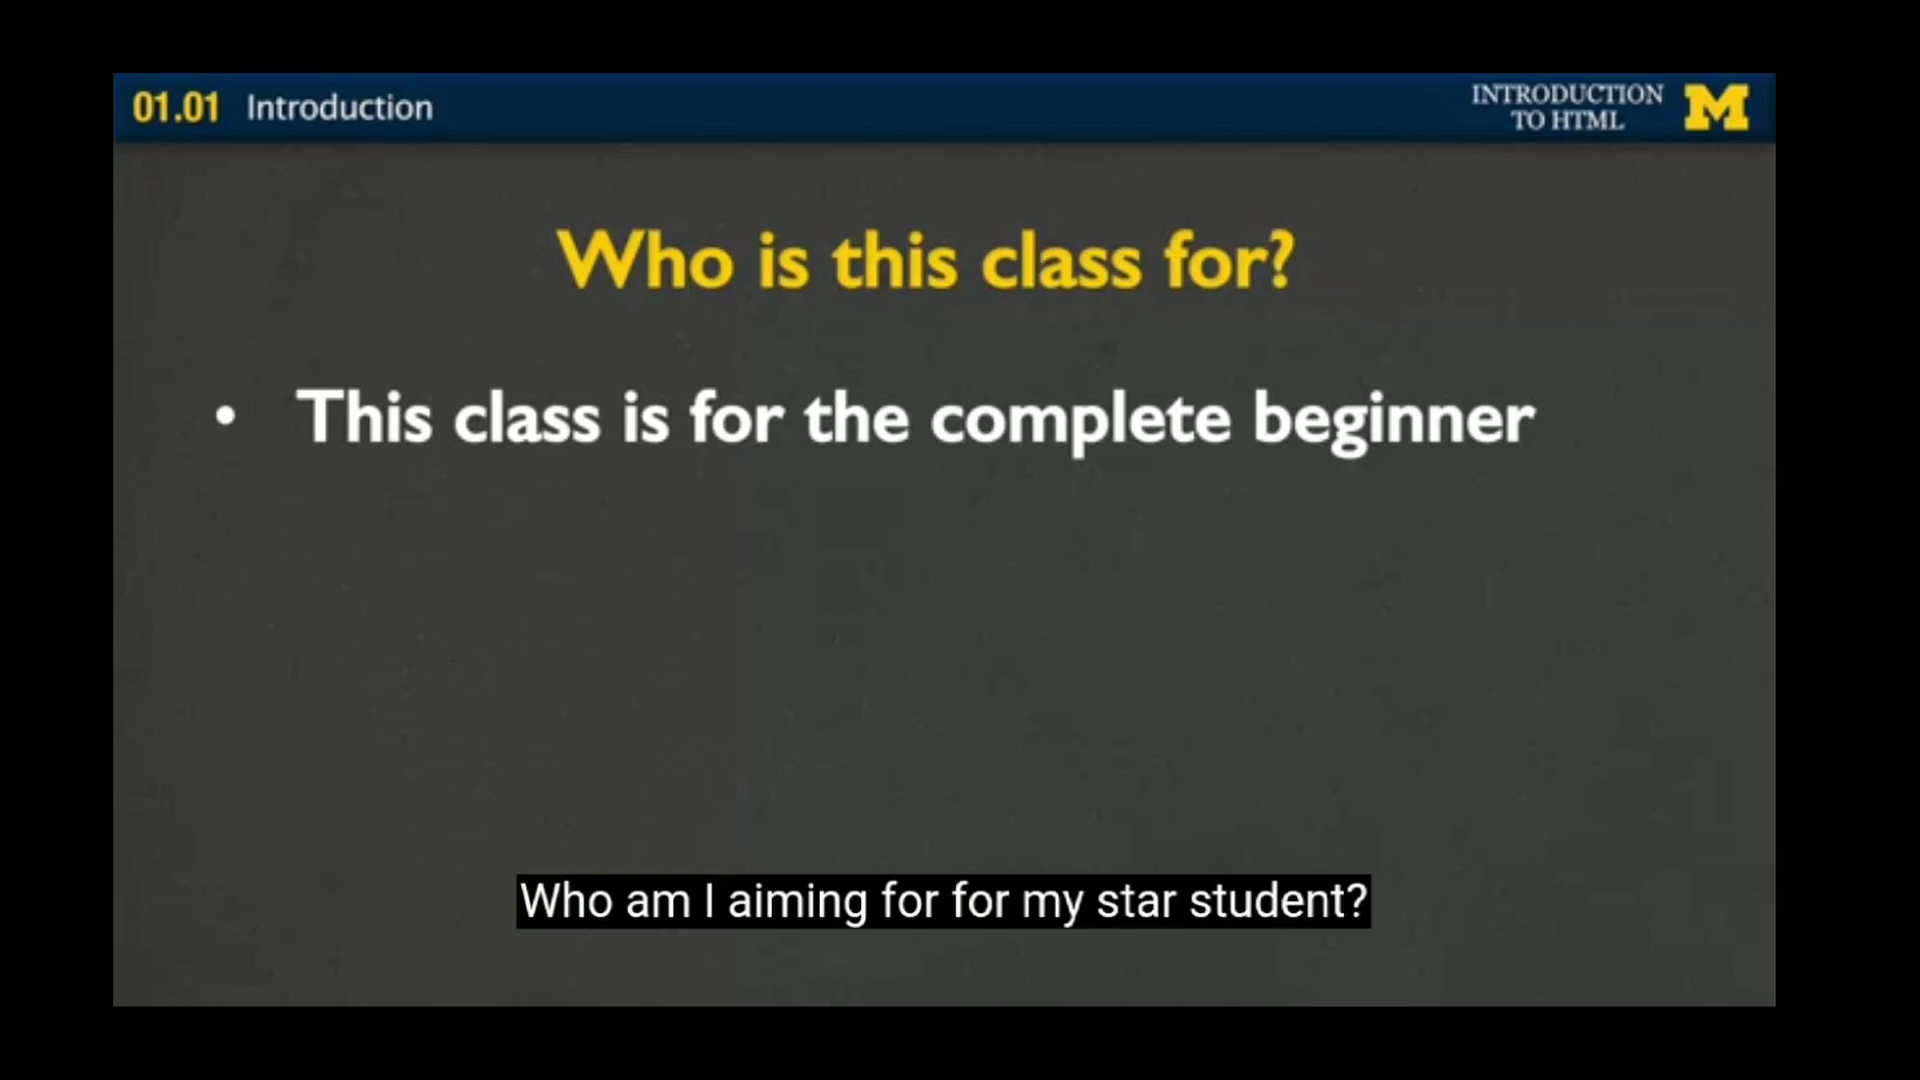 01.01 Introduction
INTRODUCTION
TO HTML
M
Who is this class for?
• This class is for the complete beginner
Who am I aiming for for my star student?